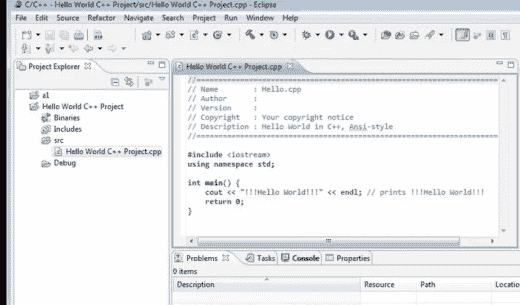 C/C++ - Hello World C++ Project/src/Hello World C++ Project.cpp - Eclipse
File Edit Source Refactor Navigate Search Project Run Window Help
Project Explorer
a1
Hello World C++ Project
Binaries
Includes
src
Hello World C++ Project.cpp
Debug
Hello World C++ Project.cpp
//=====================================================
// Name : Hello.cpp
// Author :
// Version :
// Copyright : Your copyright notice
// Description : Hello World in C++, Ansi-style
//=====================================================
#include <iostream>
using namespace std;
int main() {
cout << "!!!Hello World!!!" << endl; // prints !!!Hello World!!!
return 0;
}
Problems Tasks Console Properties
0 items
Description Resource Path Locatio